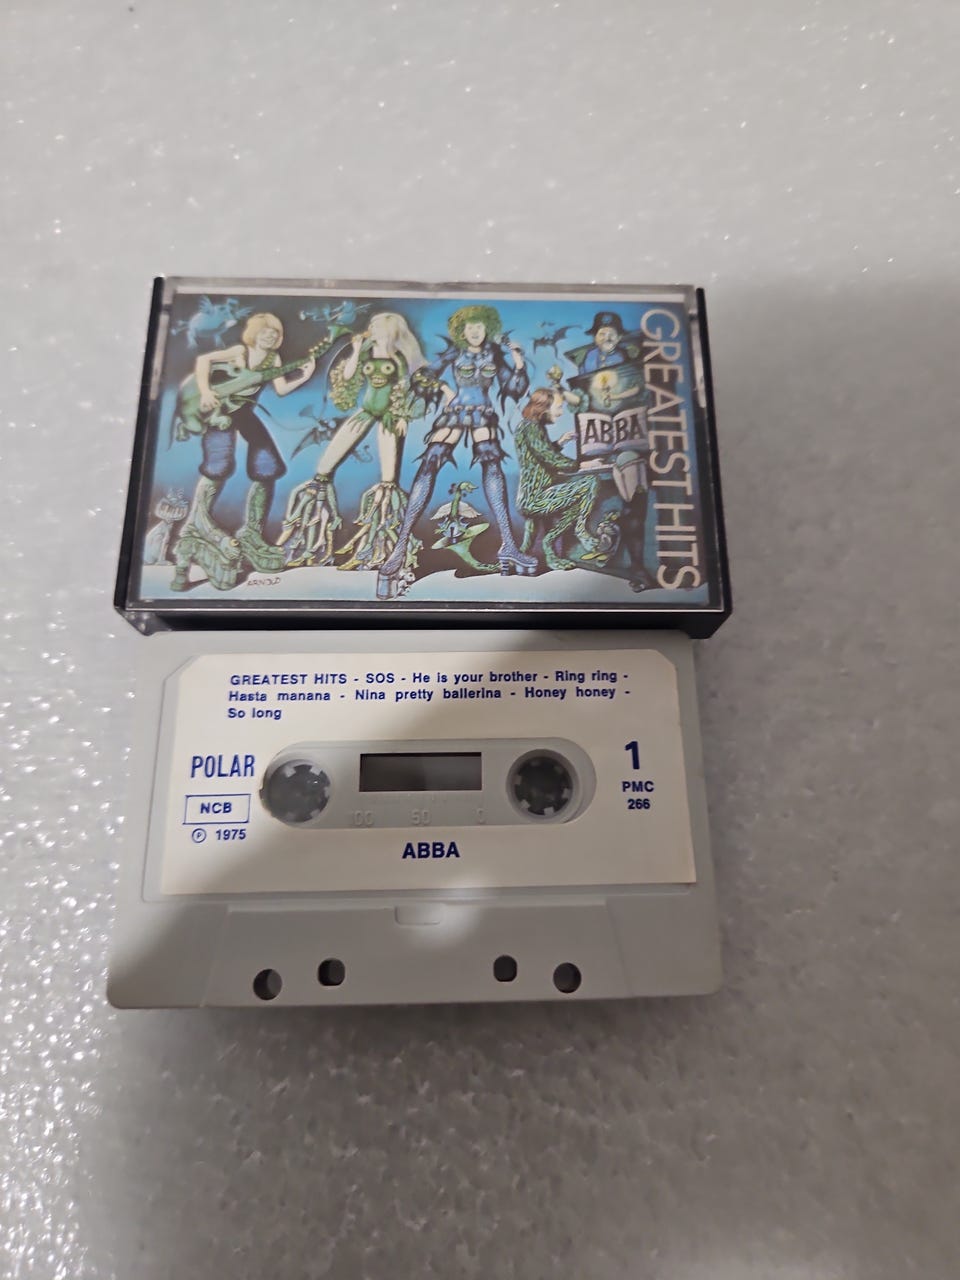 GREATEST HITS
ABBA
ARNOLD
GREATEST HITS - SOS - He is your brother - Ring ring -
Hasta manana - Nina pretty ballerina - Honey honey -
So long
POLAR
NCB
Ⓟ 1975
1
PMC
266
100 50 0
ABBA